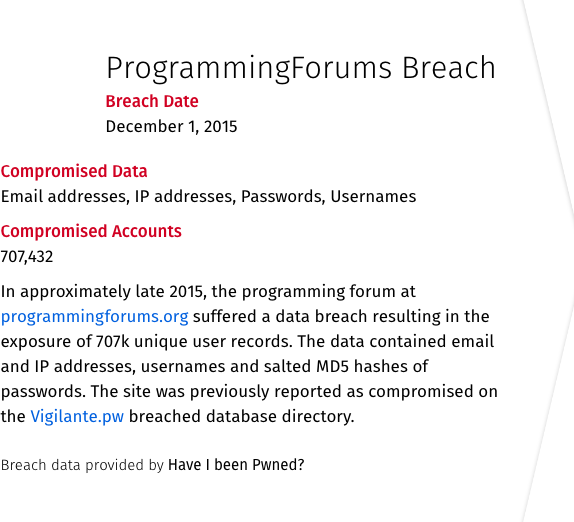 ProgrammingForums Breach
Breach Date
December 1, 2015
Compromised Data
Email addresses, IP addresses, Passwords, Usernames
Compromised Accounts
707,432
In approximately late 2015, the programming forum at
programmingforums.org suffered a data breach resulting in the
exposure of 707k unique user records. The data contained email
and IP addresses, usernames and salted MD5 hashes of
passwords. The site was previously reported as compromised on
the Vigilante.pw breached database directory.
Breach data provided by Have I been Pwned?